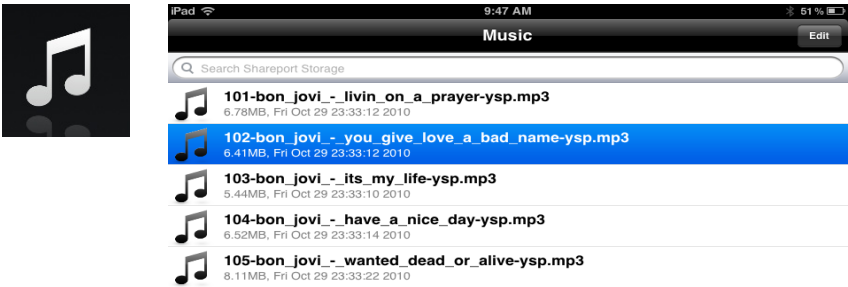 iPad 9:47 AM 51%
Music
Edit
Search Shareport Storage
101-bon_jovi_-_livin_on_a_prayer-ysp.mp3
6.78MB, Fri Oct 29 23:33:12 2010
102-bon_jovi_-_you_give_love_a_bad_name-ysp.mp3
6.41MB, Fri Oct 29 23:33:12 2010
103-bon_jovi_-_its_my_life-ysp.mp3
5.44MB, Fri Oct 29 23:33:10 2010
104-bon_jovi_-_have_a_nice_day-ysp.mp3
6.52MB, Fri Oct 29 23:33:14 2010
105-bon_jovi_-_wanted_dead_or_alive-ysp.mp3
8.11MB, Fri Oct 29 23:33:22 2010